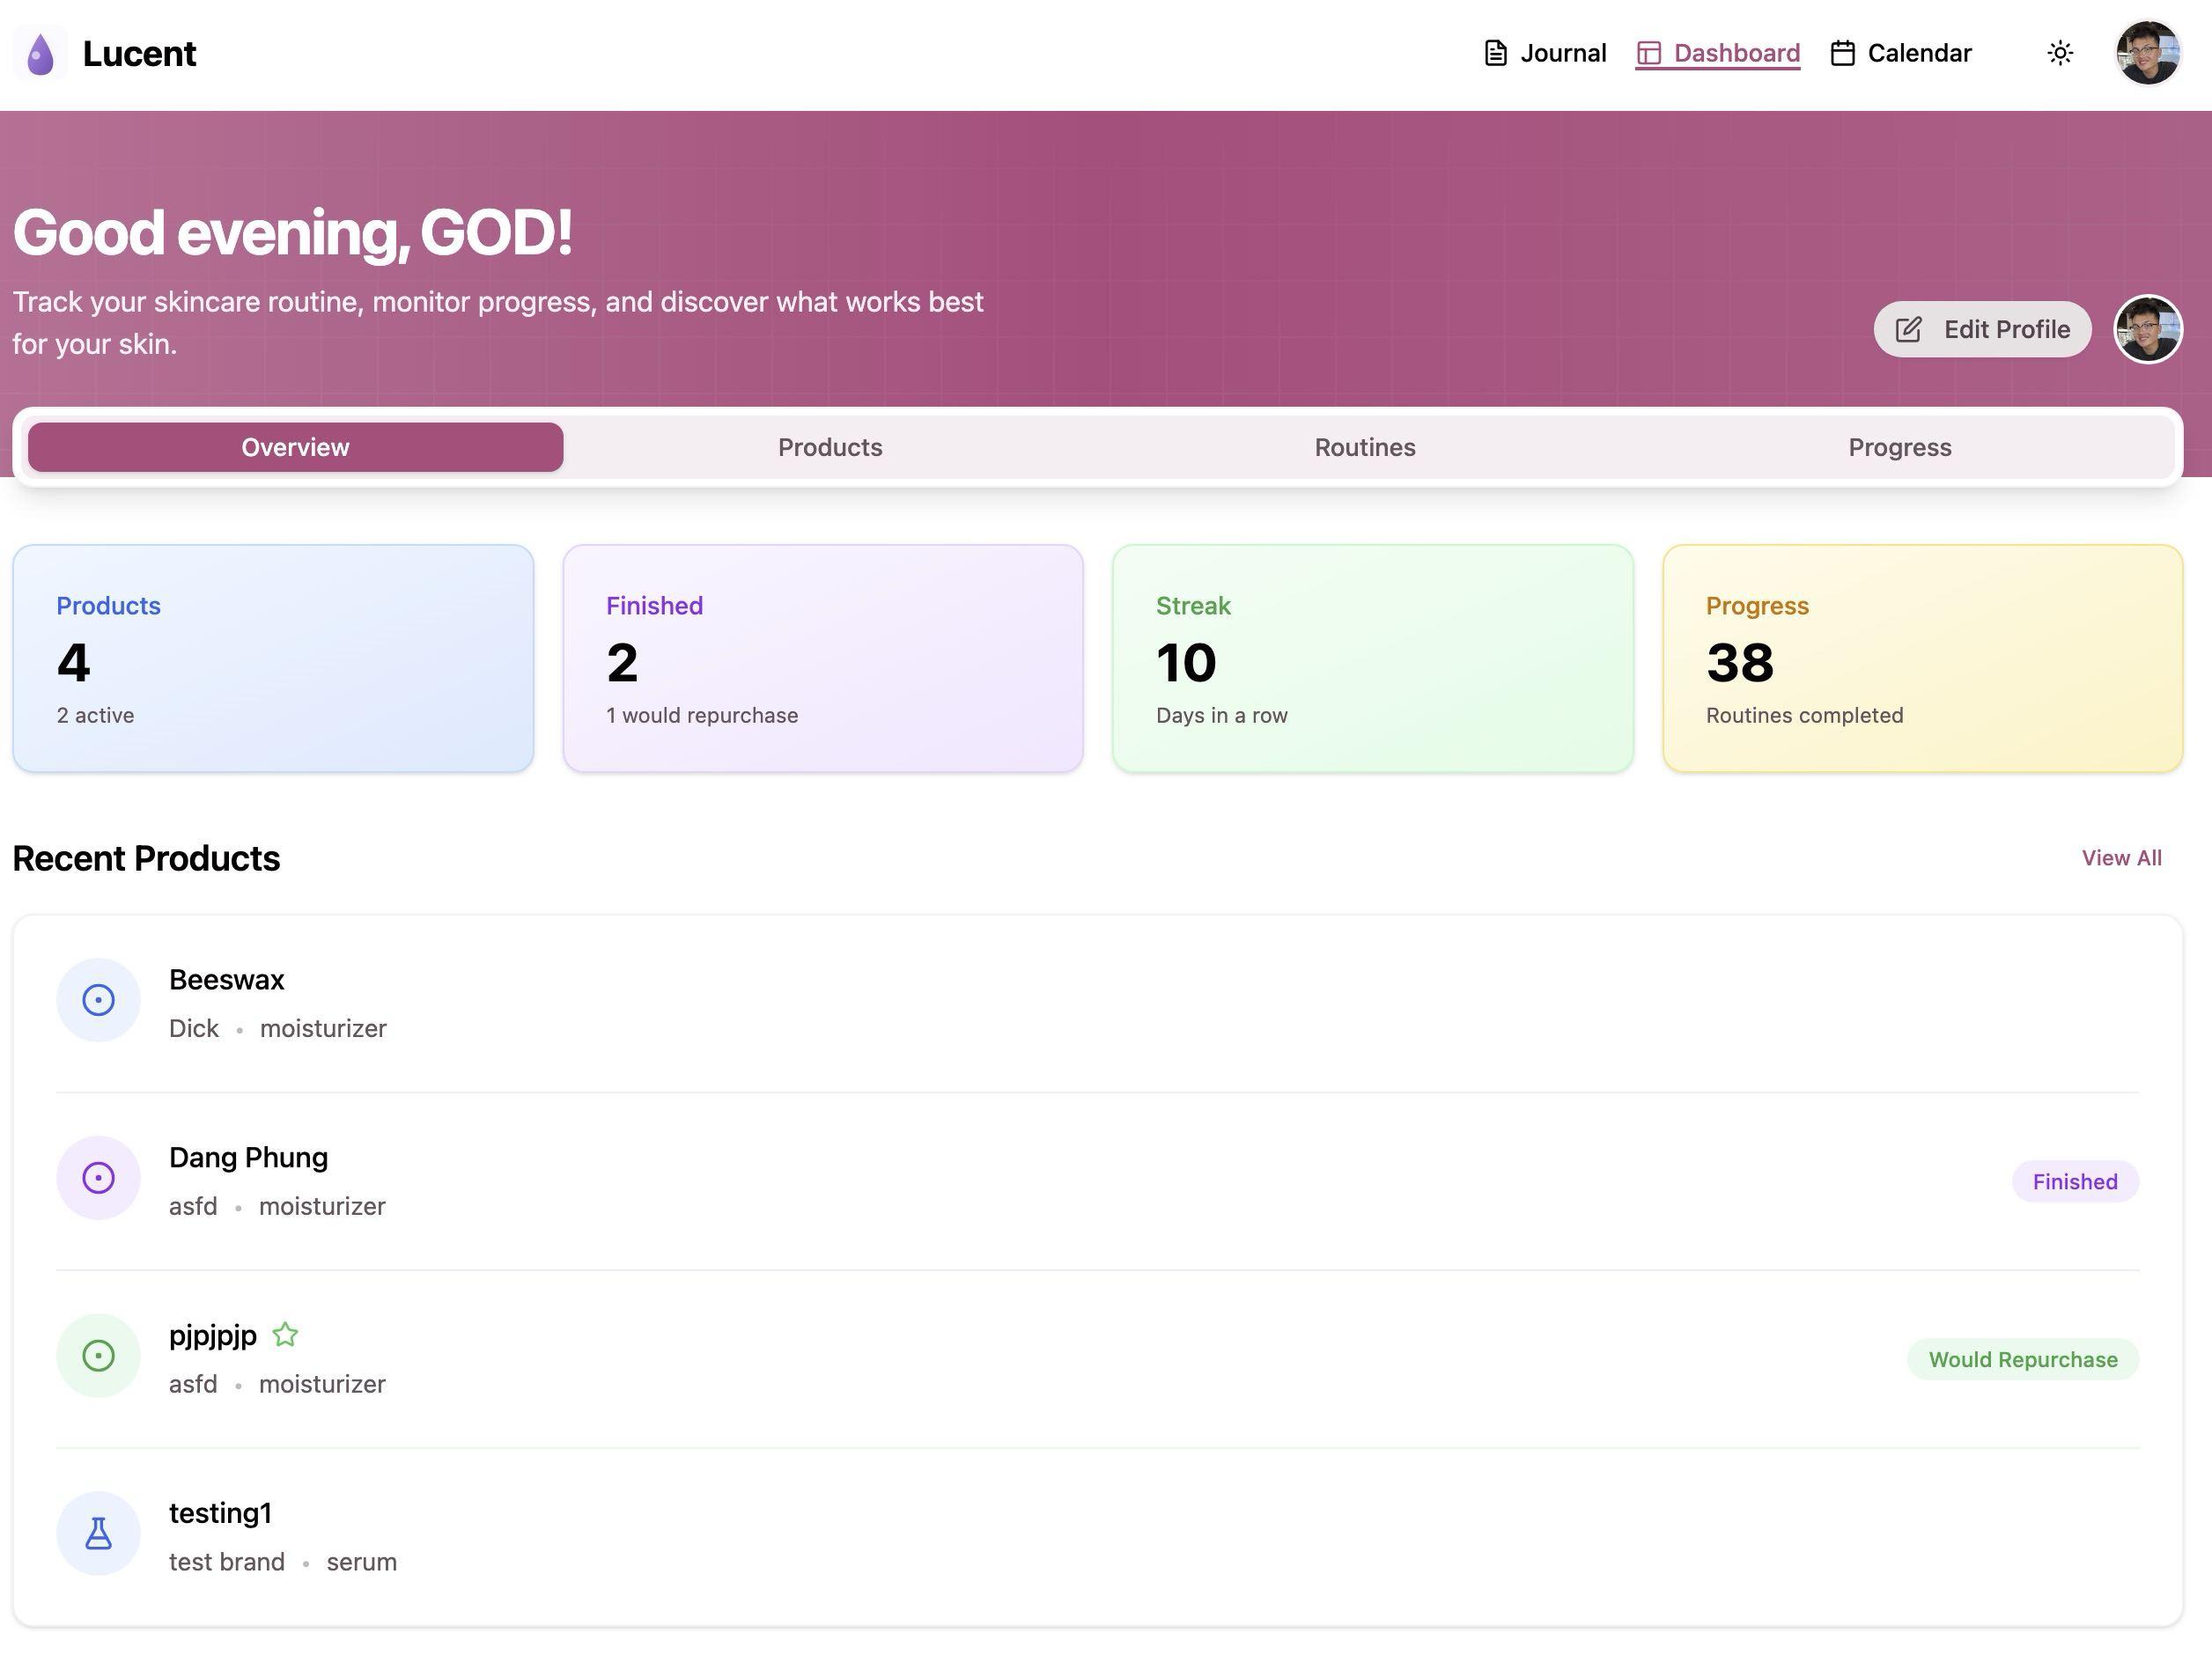 Lucent
Journal
Dashboard
Calendar
Good evening, GOD!
Track your skincare routine, monitor progress, and discover what works best
for your skin.
Edit Profile
Overview
Products
Routines
Progress
Products
4
2 active
Finished
2
1 would repurchase
Streak
10
Days in a row
Progress
38
Routines completed
Recent Products
View All
Beeswax
Dick • moisturizer
Dang Phung
asfd • moisturizer
Finished
pjpjpjp
asfd • moisturizer
Would Repurchase
testing1
test brand • serum